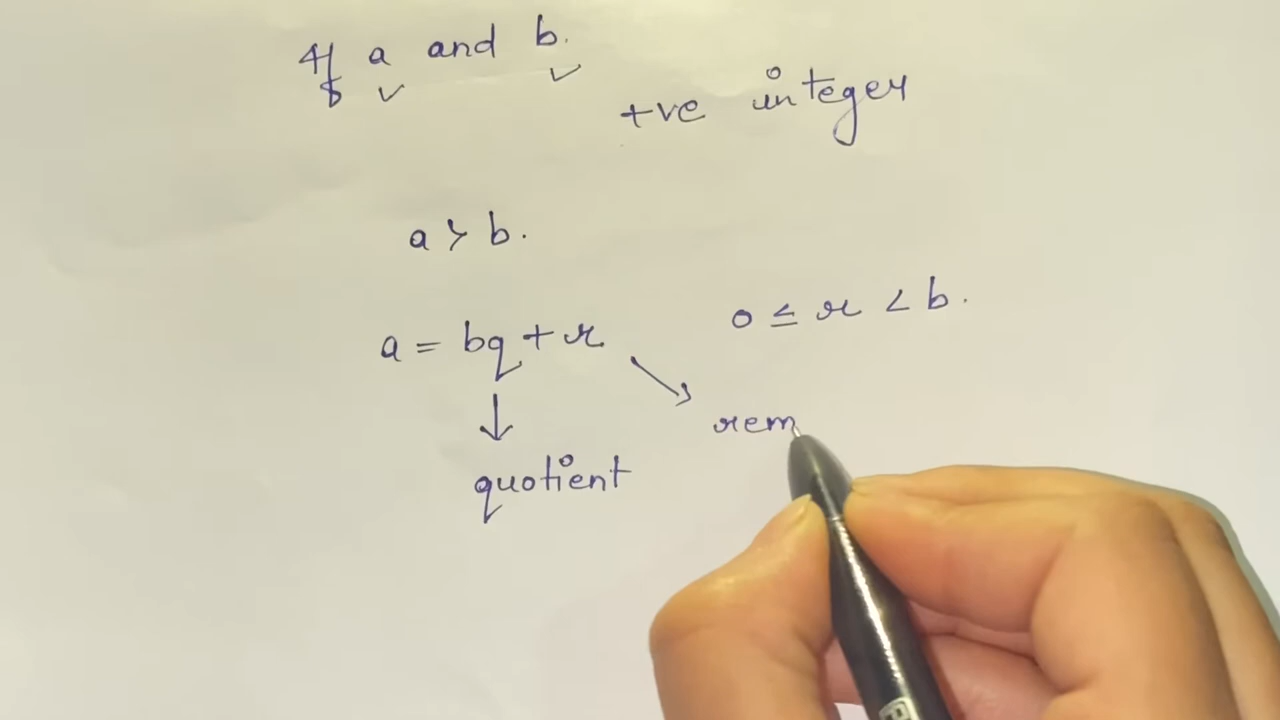 If a and b.
+ve integer
a > b.
a = bq + r
0 ≤ r < b.
rem
quotient